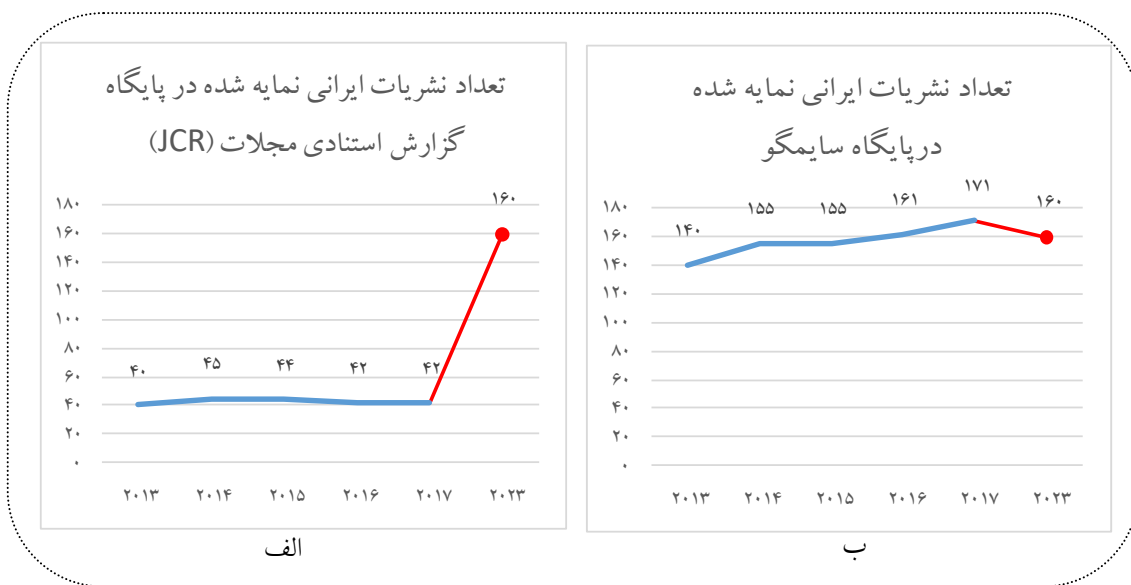 تعداد نشریات ایرانی نمایه شده
درپایگاه سایمگو
۱۴۰ ۱۵۵ ۱۵۵ ۱۶۱ ۱۷۱ ۱۶۰
۱۸۰
۱۶۰
۱۴۰
۱۲۰
۱۰۰
۸۰
۶۰
۴۰
۲۰
۰
۲۰۱۳ ۲۰۱۴ ۲۰۱۵ ۲۰۱۶ ۲۰۱۷ ۲۰۲۳
ب
تعداد نشریات ایرانی نمایه شده در پایگاه
گزارش استنادی مجلات (JCR)
۴۰ ۴۵ ۴۴ ۴۲ ۴۲ ۱۶۰
۱۸۰
۱۶۰
۱۴۰
۱۲۰
۱۰۰
۸۰
۶۰
۴۰
۲۰
۰
۲۰۱۳ ۲۰۱۴ ۲۰۱۵ ۲۰۱۶ ۲۰۱۷ ۲۰۲۳
الف